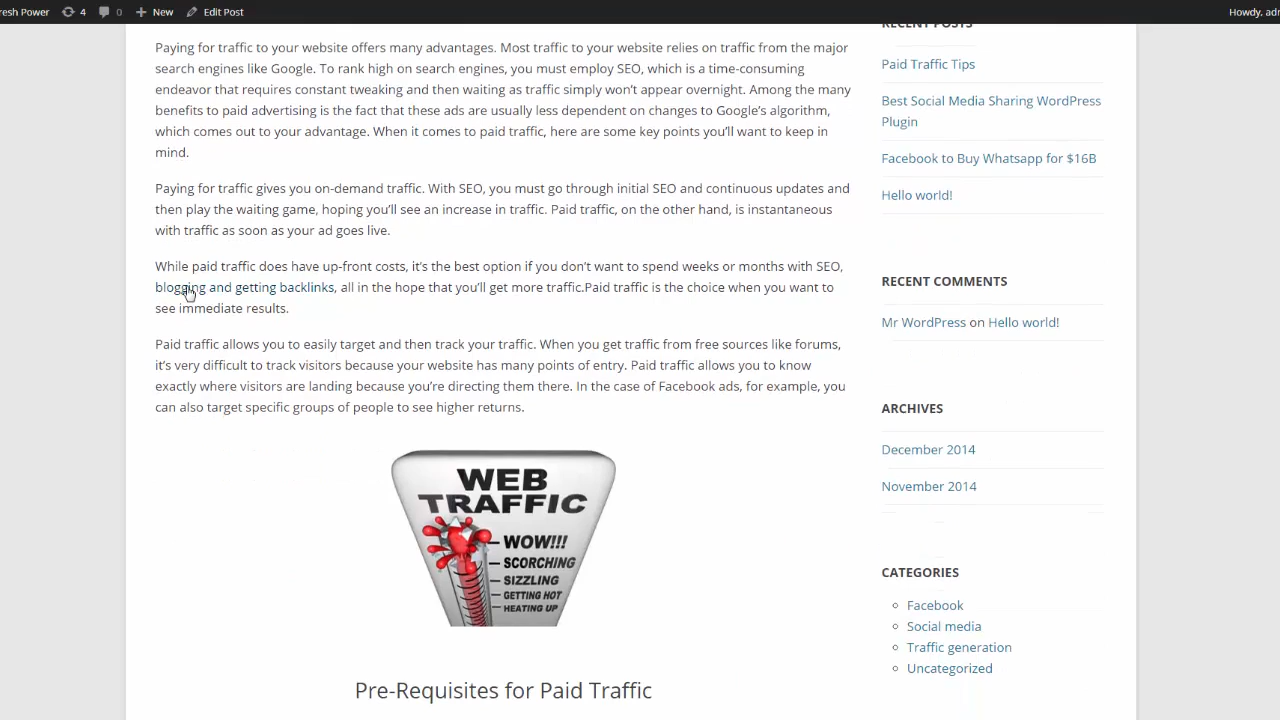 resh Power 4 0 New Edit Post Howdy, adr
Paying for traffic to your website offers many advantages. Most traffic to your website relies on traffic from the major
search engines like Google. To rank high on search engines, you must employ SEO, which is a time-consuming
endeavor that requires constant tweaking and then waiting as traffic simply won't appear overnight. Among the many
benefits to paid advertising is the fact that these ads are usually less dependent on changes to Google's algorithm,
which comes out to your advantage. When it comes to paid traffic, here are some key points you'll want to keep in
mind.
Paying for traffic gives you on-demand traffic. With SEO, you must go through initial SEO and continuous updates and
then play the waiting game, hoping you'll see an increase in traffic. Paid traffic, on the other hand, is instantaneous
with traffic as soon as your ad goes live.
While paid traffic does have up-front costs, it's the best option if you don't want to spend weeks or months with SEO,
blogging and getting backlinks, all in the hope that you'll get more traffic.Paid traffic is the choice when you want to
see immediate results.
Paid traffic allows you to easily target and then track your traffic. When you get traffic from free sources like forums,
it's very difficult to track visitors because your website has many points of entry. Paid traffic allows you to know
exactly where visitors are landing because you're directing them there. In the case of Facebook ads, for example, you
can also target specific groups of people to see higher returns.
WEB
TRAFFIC
WOW!!!
SCORCHING
SIZZLING
GETTING HOT
HEATING UP
Pre-Requisites for Paid Traffic
RECENT POSTS
Paid Traffic Tips
Best Social Media Sharing WordPress
Plugin
Facebook to Buy Whatsapp for $16B
Hello world!
RECENT COMMENTS
Mr WordPress on Hello world!
ARCHIVES
December 2014
November 2014
CATEGORIES
Facebook
Social media
Traffic generation
Uncategorized